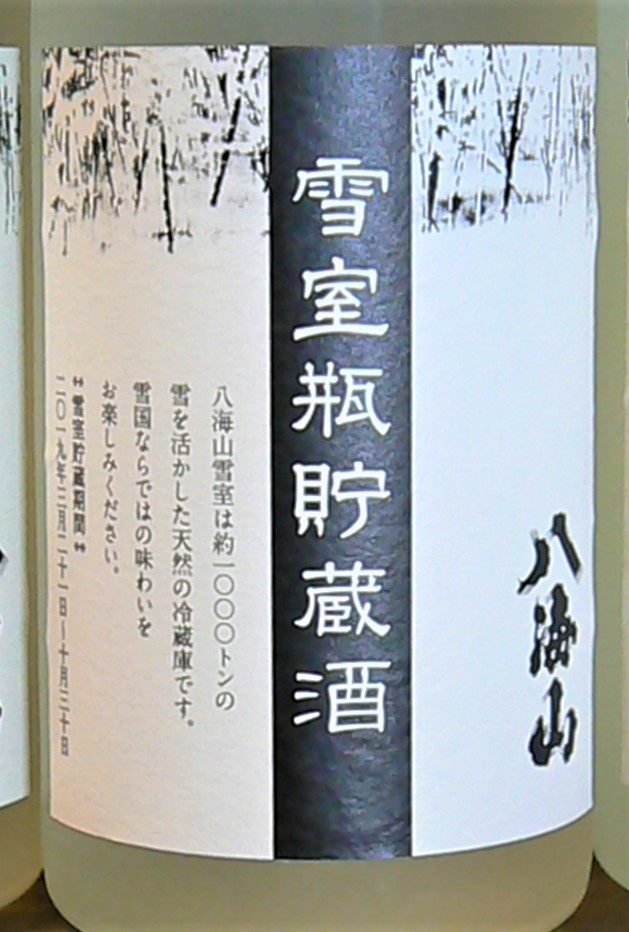 八海山
雪室瓶貯蔵酒
八海山雪室は約一〇〇〇トンの
雪を活かした天然の冷蔵庫です。
雪国ならではの味わいを
お楽しみください。
雪室貯蔵期間
二〇一九年三月二十一日～十月三十日